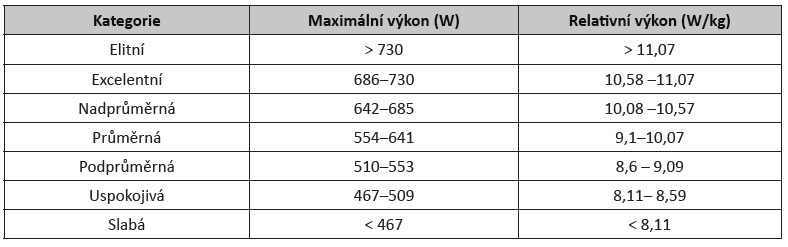 Kategorie Maximální výkon (W) Relativní výkon (W/kg)
Elitní > 730 > 11,07
Excelentní 686–730 10,58 –11,07
Nadprůměrná 642–685 10,08 –10,57
Průměrná 554–641 9,1–10,07
Podprůměrná 510–553 8,6 – 9,09
Uspokojivá 467–509 8,11– 8,59
Slabá < 467 < 8,11